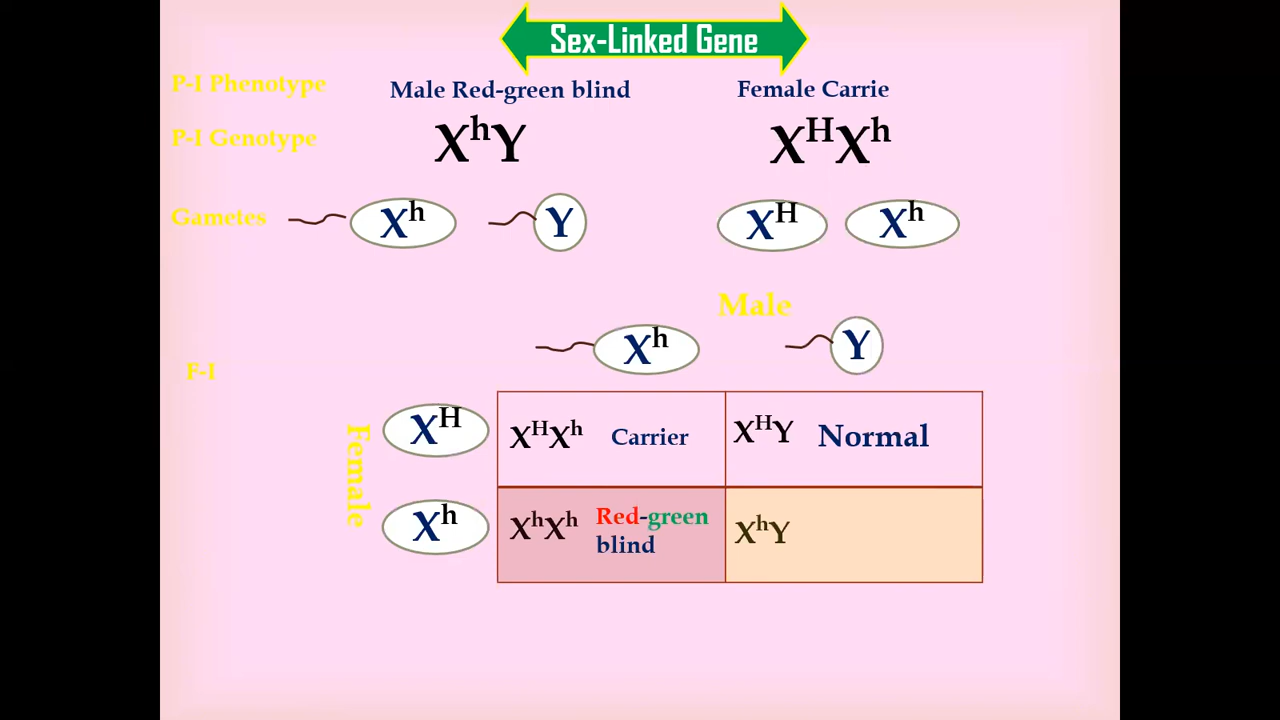 Sex-Linked Gene
P-I Phenotype Male Red-green blind Female Carrie
P-I Genotype XʰY XᴴXʰ
Gametes Xʰ Y Xᴴ Xʰ
Male
Xʰ Y
F-I
Female
Xᴴ XᴴXʰ Carrier XᴴY Normal
Xʰ XʰXʰ Red-green XʰY
blind